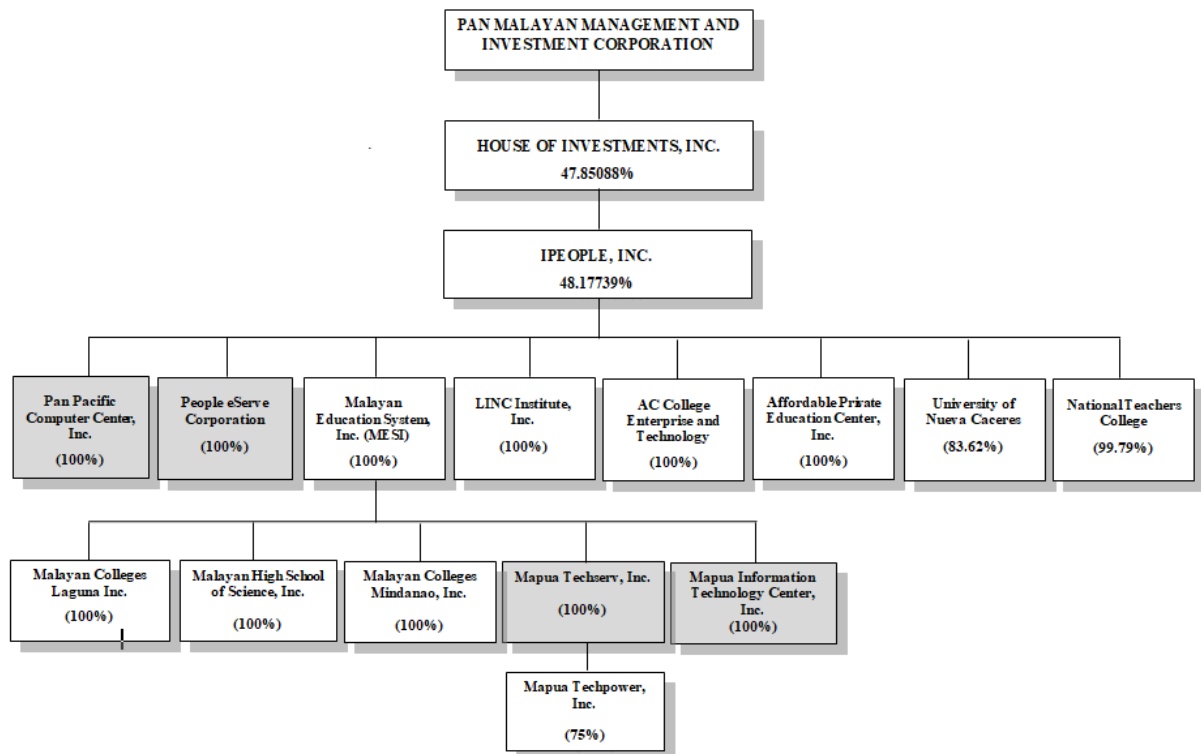 PAN MALAYAN MANAGEMENT AND
INVESTMENT CORPORATION
HOUSE OF INVESTMENTS, INC.
47.85088%
IPEOPLE, INC.
48.17739%
Pan Pacific
Computer Center,
Inc.
(100%)
People eServe
Corporation
(100%)
Malayan
Education System,
Inc. (MESI)
(100%)
LINC Institute,
Inc.
(100%)
AC College
Enterprise and
Technology
(100%)
Affordable Private
Education Center,
Inc.
(100%)
University of
Nueva Caceres
(83.62%)
National Teachers
College
(99.79%)
Malayan Colleges
Laguna Inc.
(100%)
Malayan High School
of Science, Inc.
(100%)
Malayan Colleges
Mindanao, Inc.
(100%)
Mapua Techserv, Inc.
(100%)
Mapua Information
Technology Center,
Inc.
(100%)
Mapua Techpower,
Inc.
(75%)